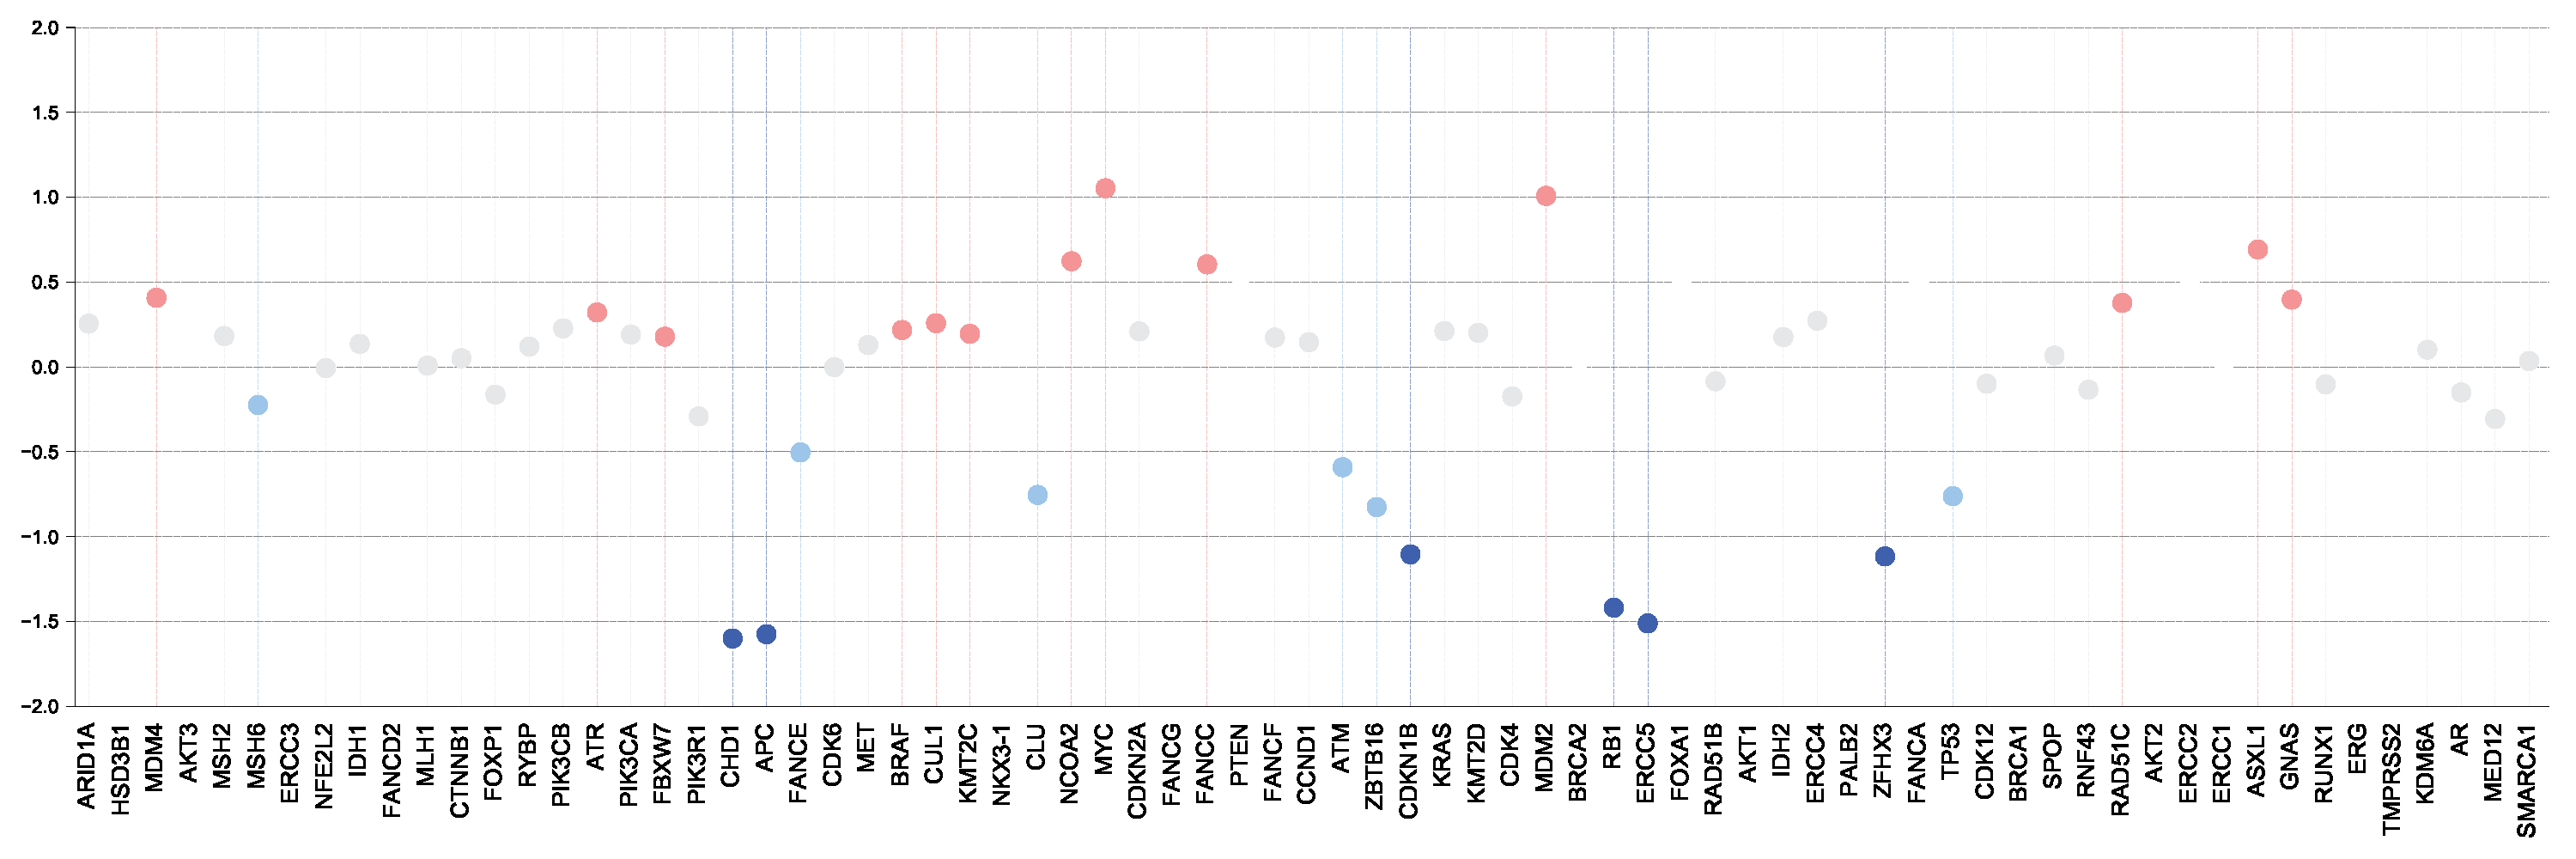 2.0
1.5
1.0
0.5
0.0
−0.5
−1.0
−1.5
−2.0
ARID1A
HSD3B1
MDM4
AKT3
MSH2
MSH6
ERCC3
NFE2L2
IDH1
FANCD2
MLH1
CTNNB1
FOXP1
RYBP
PIK3CB
ATR
PIK3CA
FBXW7
PIK3R1
CHD1
APC
FANCE
CDK6
MET
BRAF
CUL1
KMT2C
NKX3-1
CLU
NCOA2
MYC
CDKN2A
FANCG
FANCC
PTEN
FANCF
CCND1
ATM
ZBTB16
CDKN1B
KRAS
KMT2D
CDK4
MDM2
BRCA2
RB1
ERCC5
FOXA1
RAD51B
AKT1
IDH2
ERCC4
PALB2
ZFHX3
FANCA
TP53
CDK12
BRCA1
SPOP
RNF43
RAD51C
AKT2
ERCC2
ERCC1
ASXL1
GNAS
RUNX1
ERG
TMPRSS2
KDM6A
AR
MED12
SMARCA1